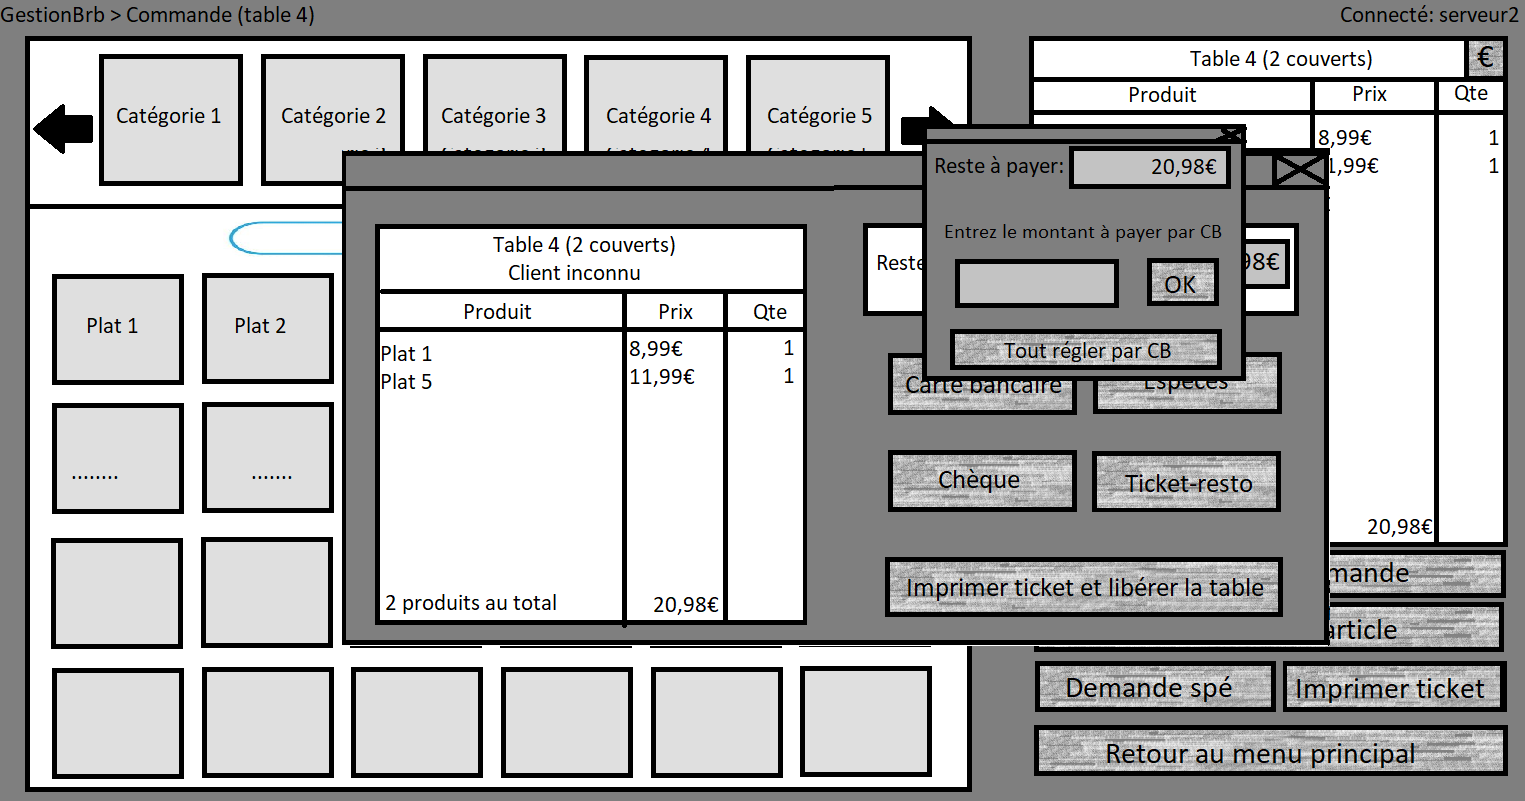 GestionBrb > Commande (table 4)
Connecté: serveur2
Catégorie 1
Catégorie 2
Catégorie 3
Catégorie 4
Catégorie 5
Table 4 (2 couverts)
€
Produit
Prix
Qte
8,99€
1
1,99€
1
20,98€
Plat 1
Plat 2
........
.......
Table 4 (2 couverts)
Client inconnu
Produit
Prix
Qte
Plat 1
8,99€
1
Plat 5
11,99€
1
2 produits au total
20,98€
Reste
98€
Reste à payer:
20,98€
Entrez le montant à payer par CB
OK
Tout régler par CB
Carte bancaire
Espèces
Chèque
Ticket-resto
Imprimer ticket et libérer la table
mande
article
Demande spé
Imprimer ticket
Retour au menu principal